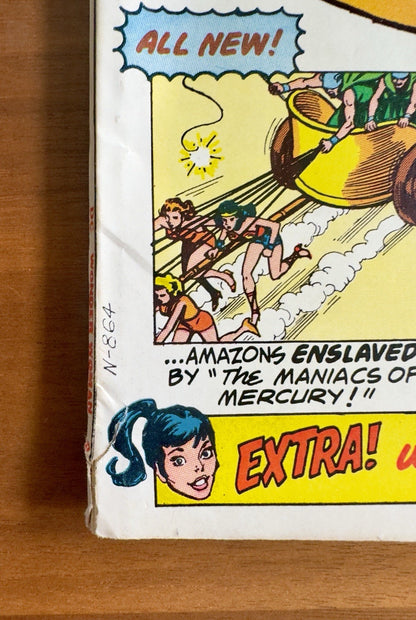 ALL NEW!
...AMAZONS ENSLAVED
BY "THE MANIACS OF
MERCURY!"
EXTRA!
N-864